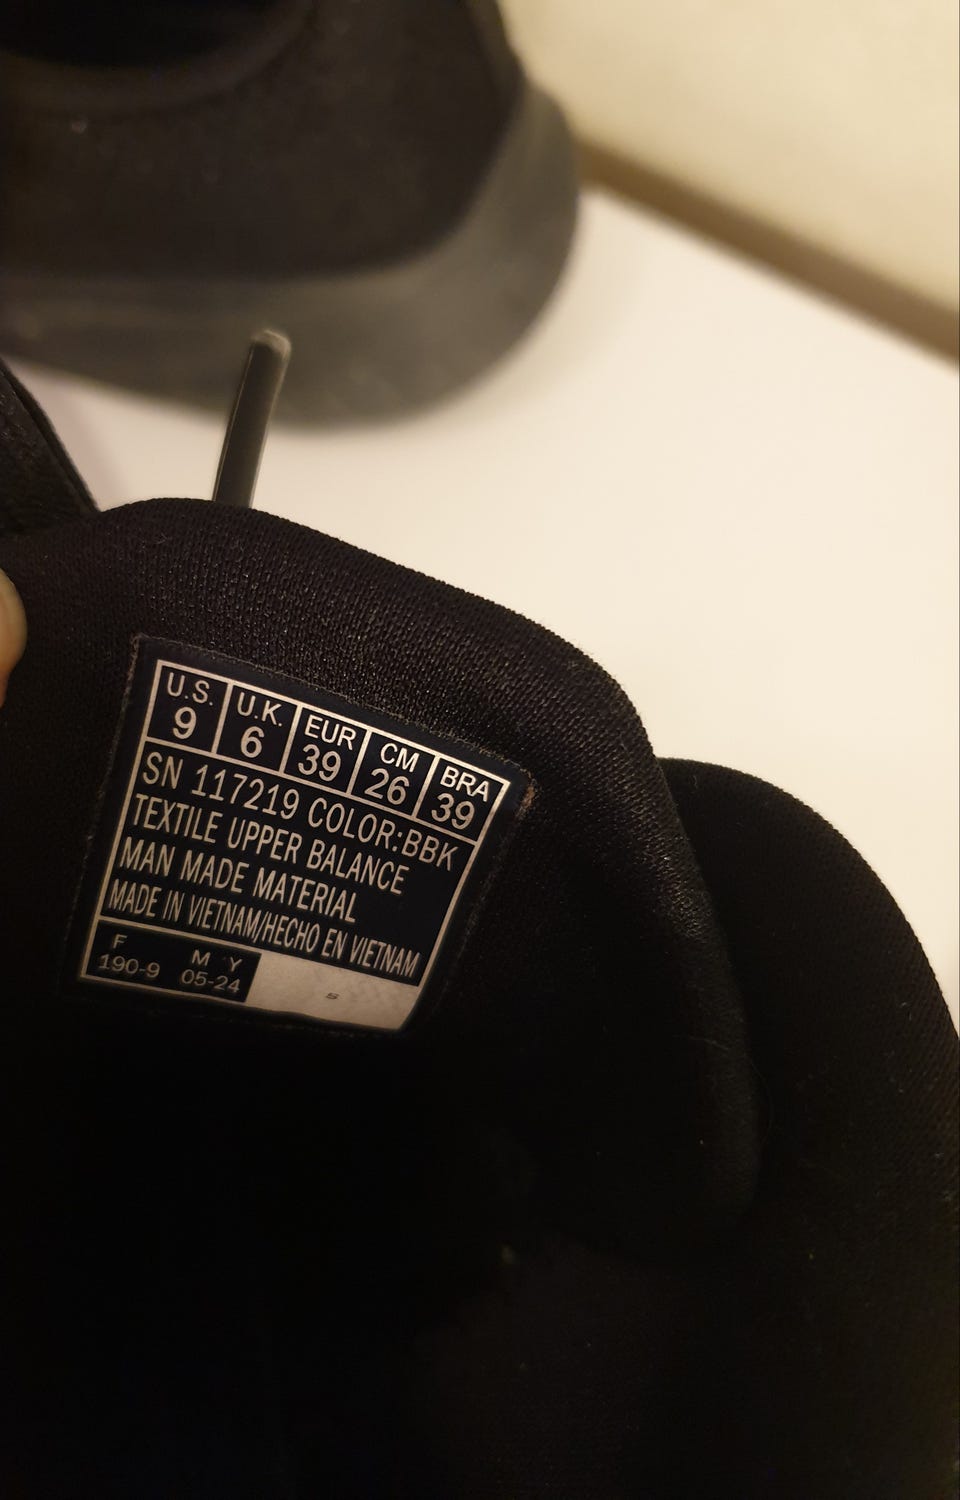 U.S. U.K. EUR CM BRA
9 6 39 26 39
SN 117219 COLOR:BBK
TEXTILE UPPER BALANCE
MAN MADE MATERIAL
MADE IN VIETNAM/HECHO EN VIETNAM
F M Y
190-9 05-24
S